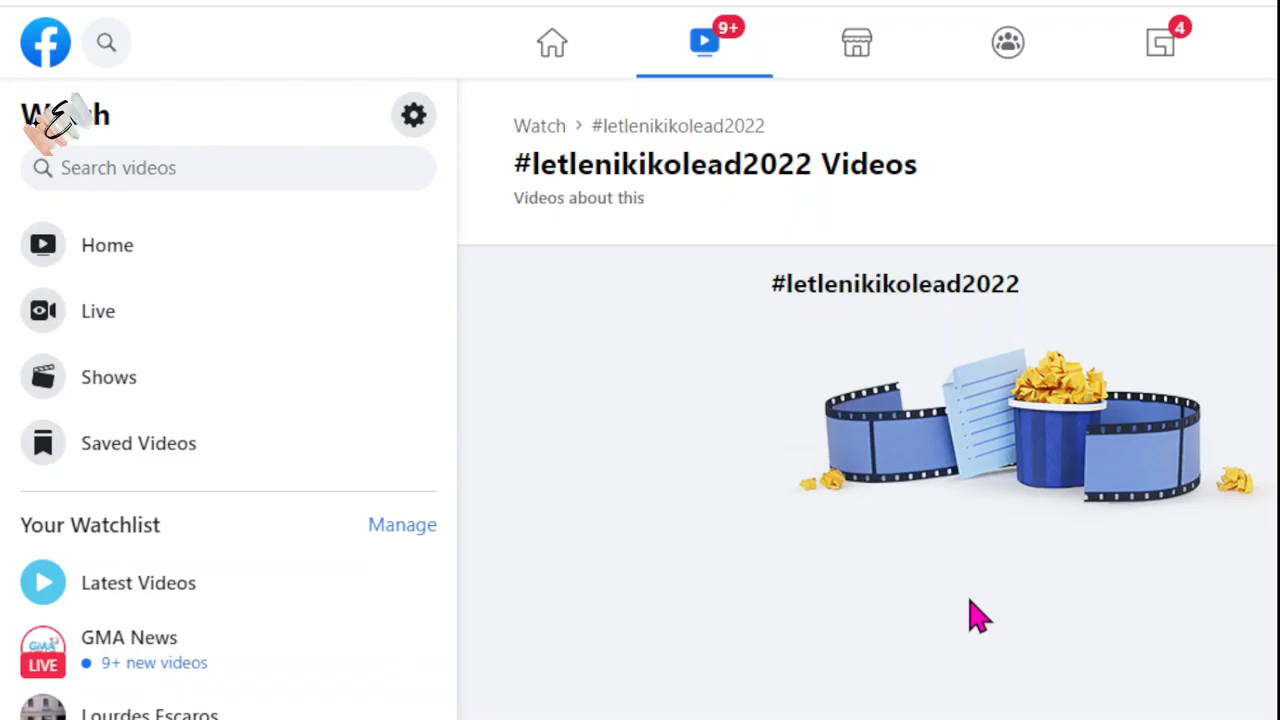 9+
4
Search videos
Home
Live
Shows
Saved Videos
Your Watchlist
Manage
Latest Videos
GMA News
LIVE
9+ new videos
Lourdes Escaros
Watch > #letlenikikolead2022
#letlenikikolead2022 Videos
Videos about this
#letlenikikolead2022